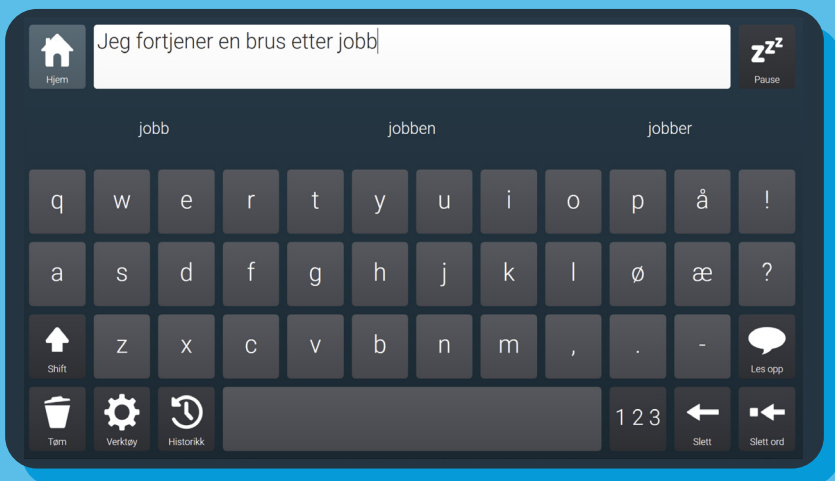 Jeg fortjener en brus etter jobb
Hjem
zzz
Pause
jobb jobben jobber
q w e r t y u i o p å !
a s d f g h j k l ø æ ?
Shift z x c v b n m , . - Les opp
Tøm Verktøy Historikk 1 2 3 Slett Slett ord